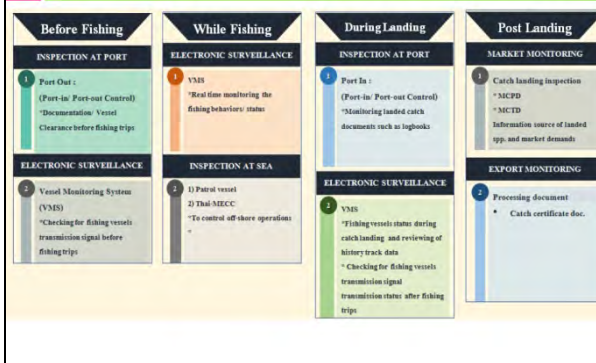 Before Fishing
INSPECTION AT PORT
1
Port Out :
(Port-in/ Port-out Control)
*Documentation/ Vessel
Clearance before fishing trips
ELECTRONIC SURVEILLANCE
2
Vessel Monitoring System
(VMS)
*Checking for fishing vessels
transmission signal before
fishing trips
While Fishing
ELECTRONIC SURVEILLANCE
1
VMS
*Real time monitoring the
fishing behaviors/ status
INSPECTION AT SEA
2
1) Patrol vessel
2) Thai-MECC
*To control off-shore operations
*
During Landing
INSPECTION AT PORT
1
Port In :
(Port-in/ Port-out Control)
*Monitoring landed catch
documents such as logbooks
ELECTRONIC SURVEILLANCE
2
VMS
*Fishing vessels status during
catch landing and reviewing of
history track data
* Checking for fishing vessels
transmission signal
transmission status after fishing
trips
Post Landing
MARKET MONITORING
1
Catch landing inspection
* MCPD
* MCTD
Information source of landed
spp. and market demands
EXPORT MONITORING
2
Processing document
• Catch certificate doc.